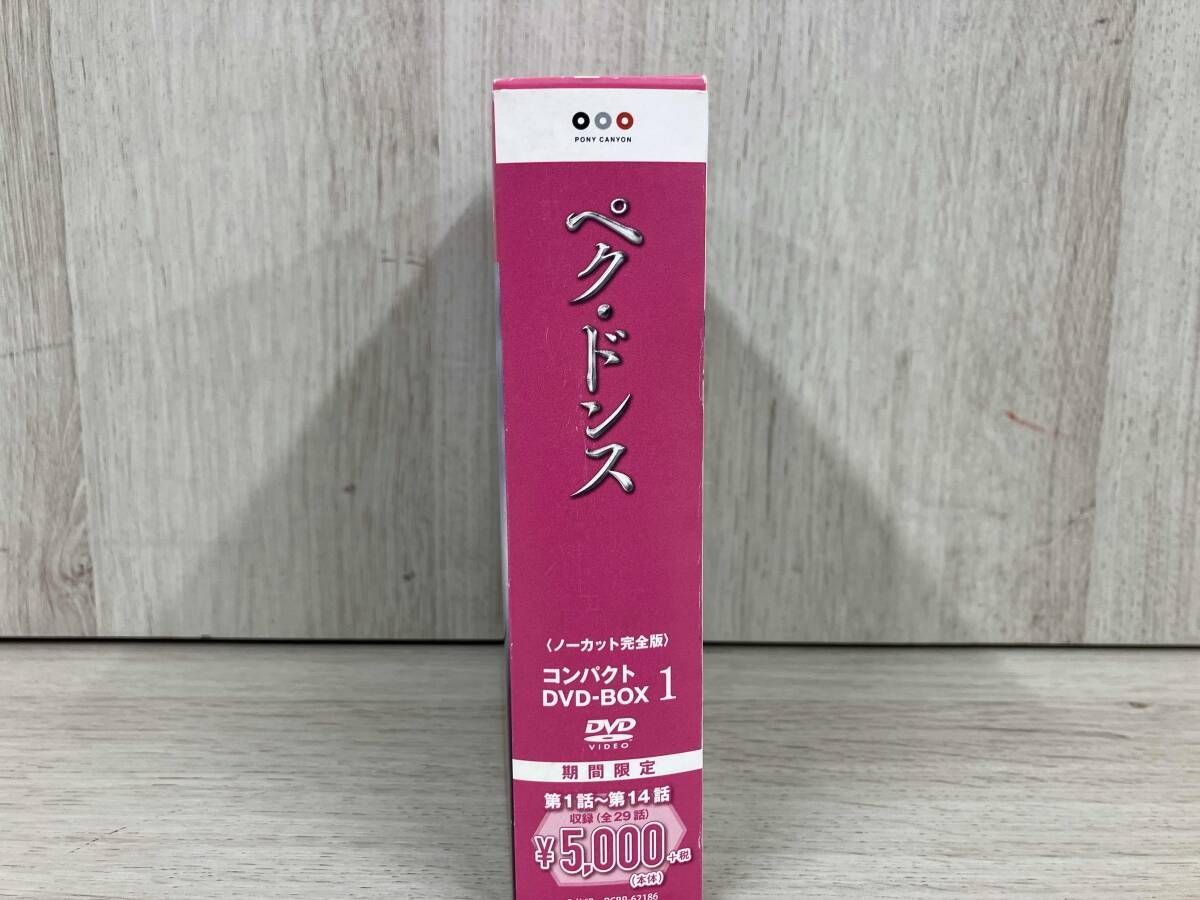 PONY CANYON
ペク・ドンス
〈ノーカット完全版〉
コンパクト
DVD-BOX 1
DVD
VIDEO
期間限定
第1話～第14話
収録(全29話)
¥5,000+税
(本体)
PCBP-62186